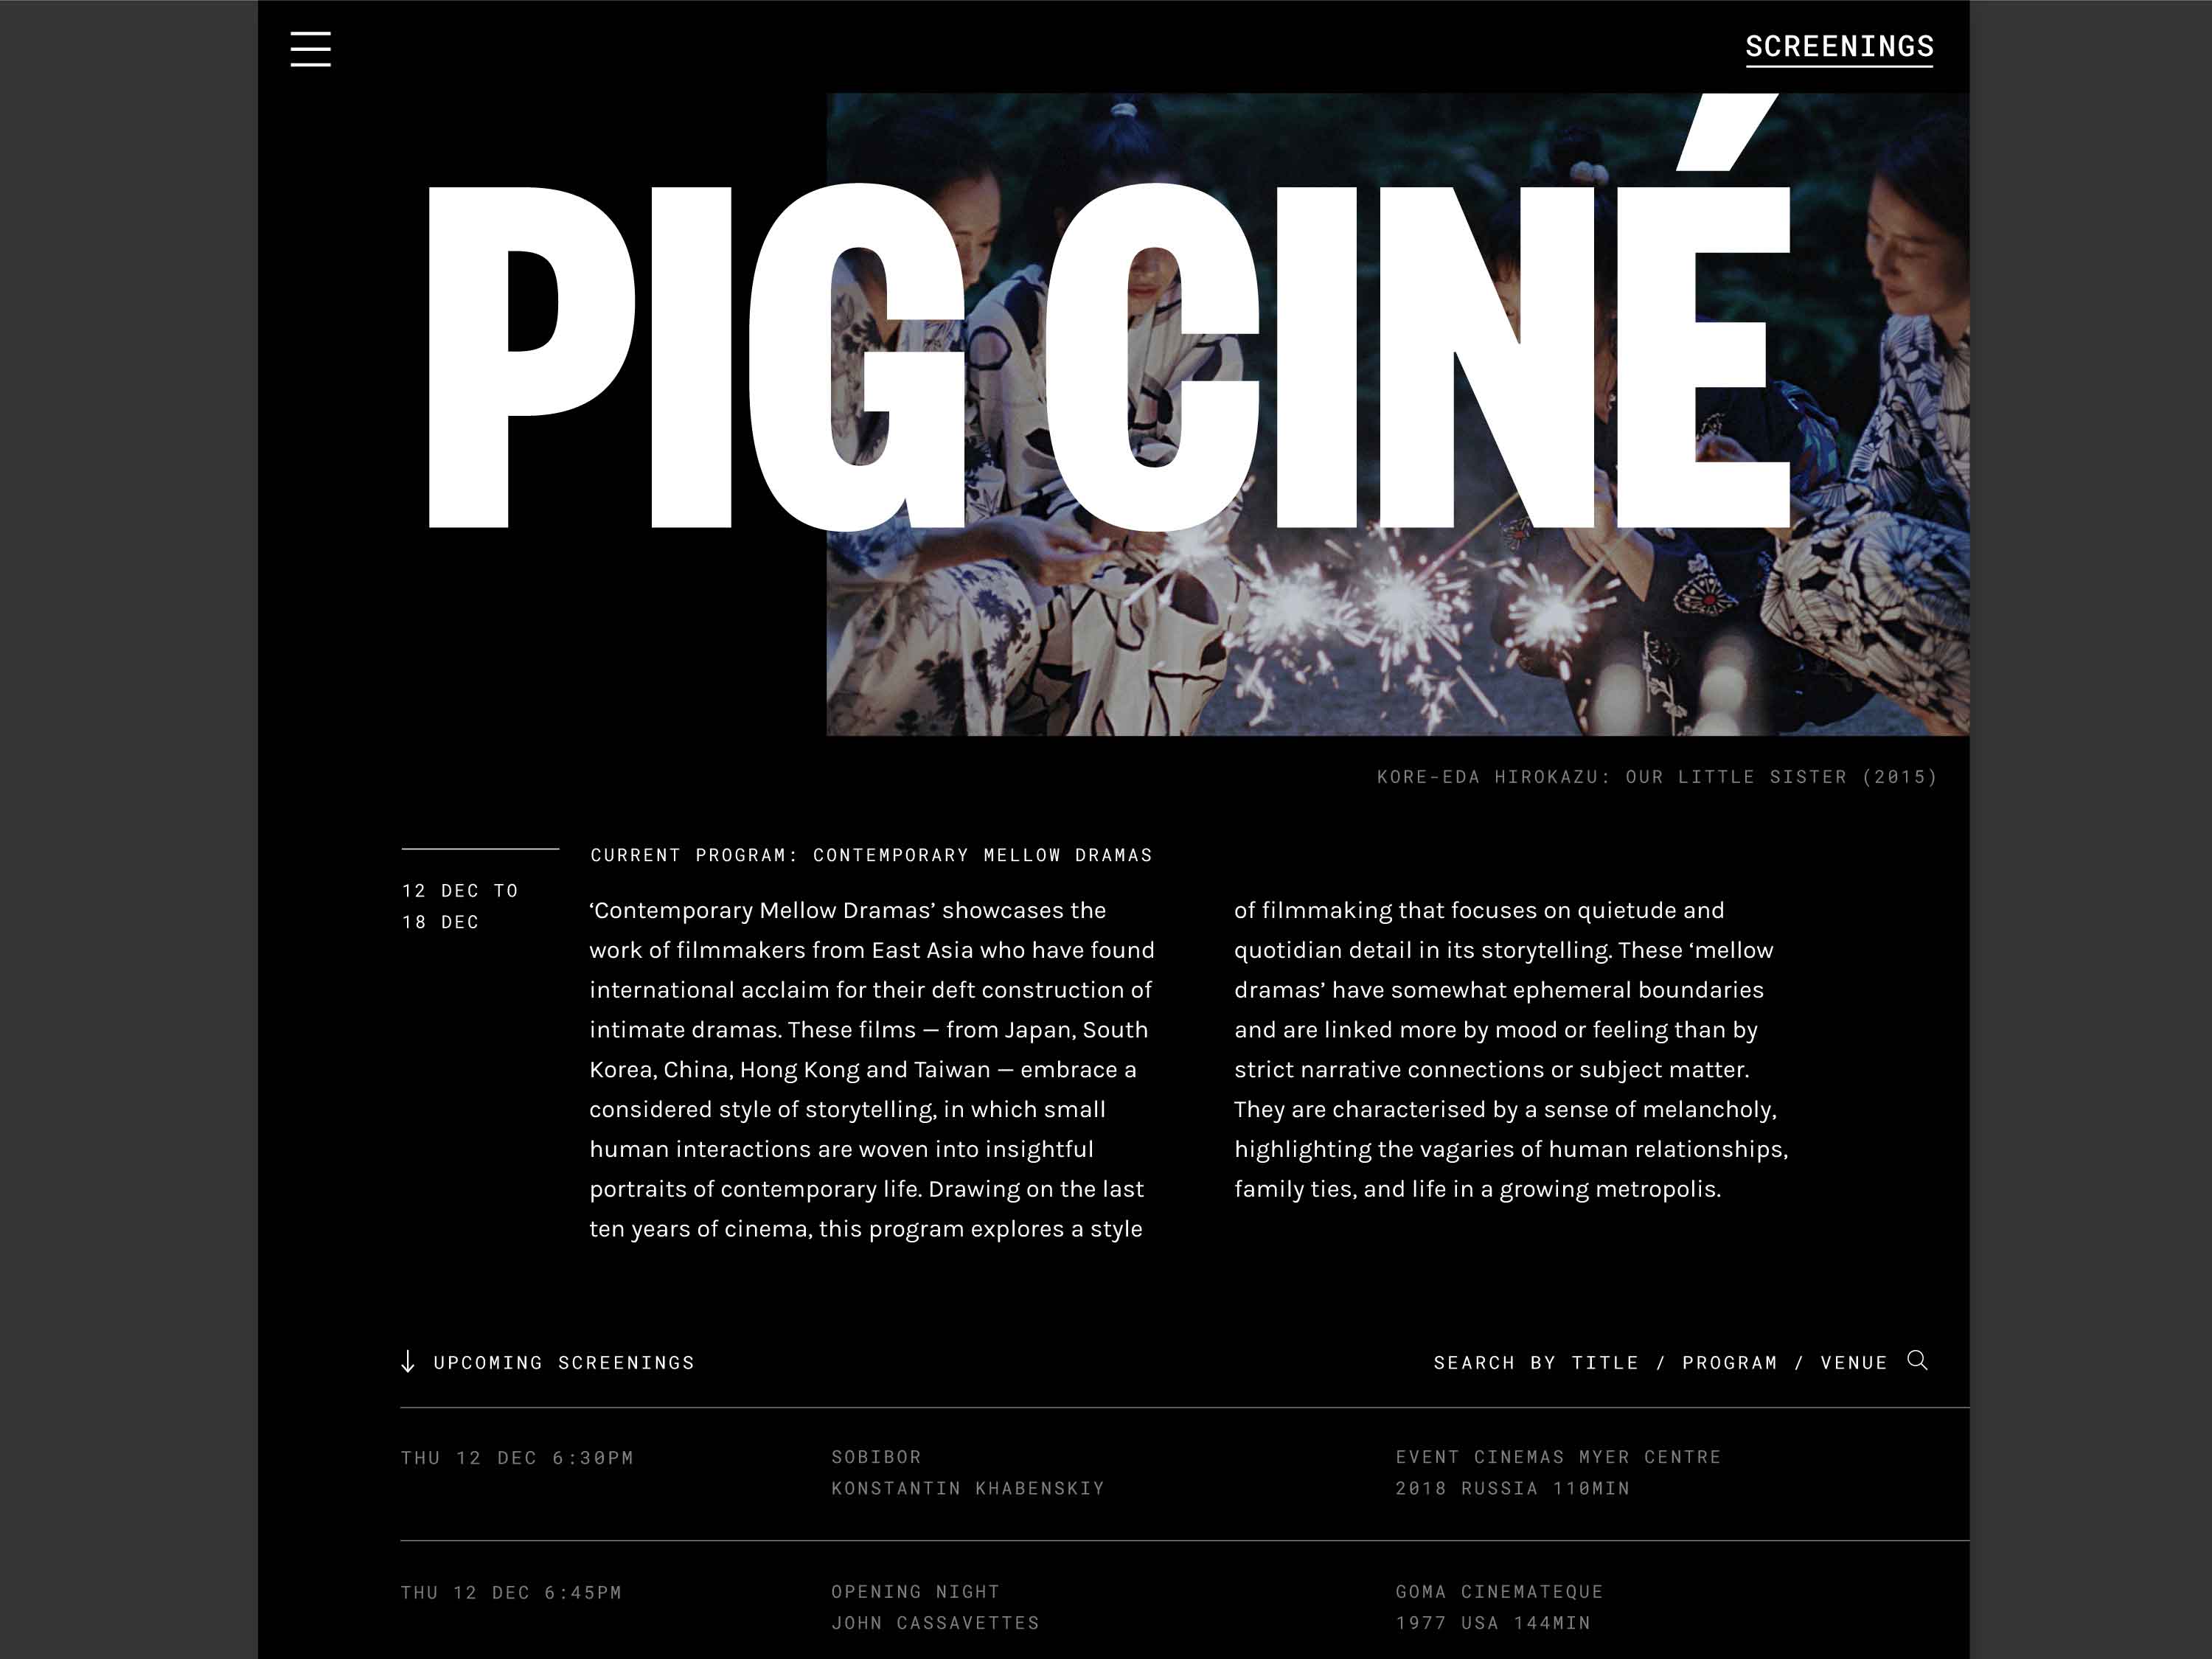 SCREENINGS
PIG CINÉ
KORE-EDA HIROKAZU: OUR LITTLE SISTER (2015)
12 DEC TO
18 DEC
CURRENT PROGRAM: CONTEMPORARY MELLOW DRAMAS
‘Contemporary Mellow Dramas’ showcases the
work of filmmakers from East Asia who have found
international acclaim for their deft construction of
intimate dramas. These films — from Japan, South
Korea, China, Hong Kong and Taiwan — embrace a
considered style of storytelling, in which small
human interactions are woven into insightful
portraits of contemporary life. Drawing on the last
ten years of cinema, this program explores a style
of filmmaking that focuses on quietude and
quotidian detail in its storytelling. These ‘mellow
dramas’ have somewhat ephemeral boundaries
and are linked more by mood or feeling than by
strict narrative connections or subject matter.
They are characterised by a sense of melancholy,
highlighting the vagaries of human relationships,
family ties, and life in a growing metropolis.
↓ UPCOMING SCREENINGS
SEARCH BY TITLE / PROGRAM / VENUE
THU 12 DEC 6:30PM
SOBIBOR
KONSTANTIN KHABENSKIY
EVENT CINEMAS MYER CENTRE
2018 RUSSIA 110MIN
THU 12 DEC 6:45PM
OPENING NIGHT
JOHN CASSAVETTES
GOMA CINEMATEQUE
1977 USA 144MIN